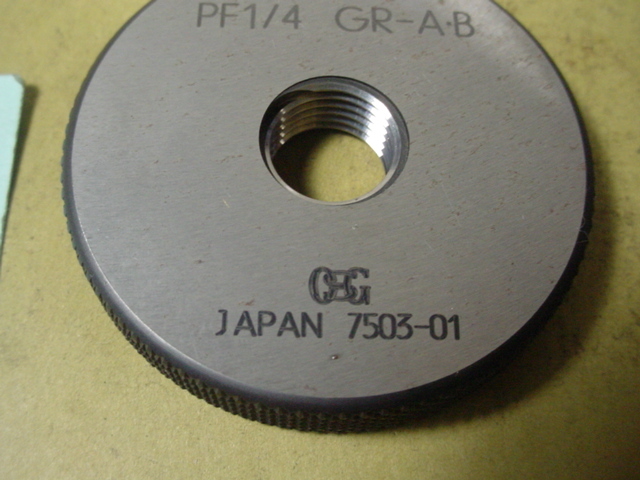 PF1/4 GR-A·B
OSG
JAPAN 7503-01